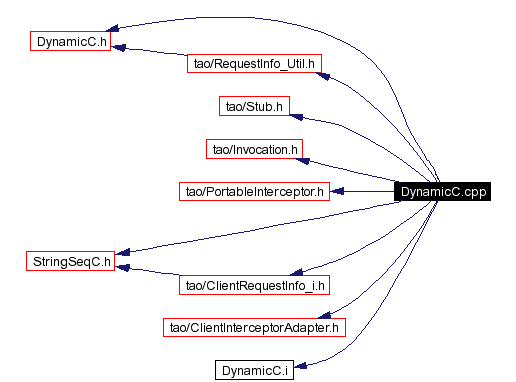 DynamicC.h
tao/RequestInfo_Util.h
tao/Stub.h
tao/Invocation.h
tao/PortableInterceptor.h
DynamicC.cpp
StringSeqC.h
tao/ClientRequestInfo_i.h
tao/ClientInterceptorAdapter.h
DynamicC.i